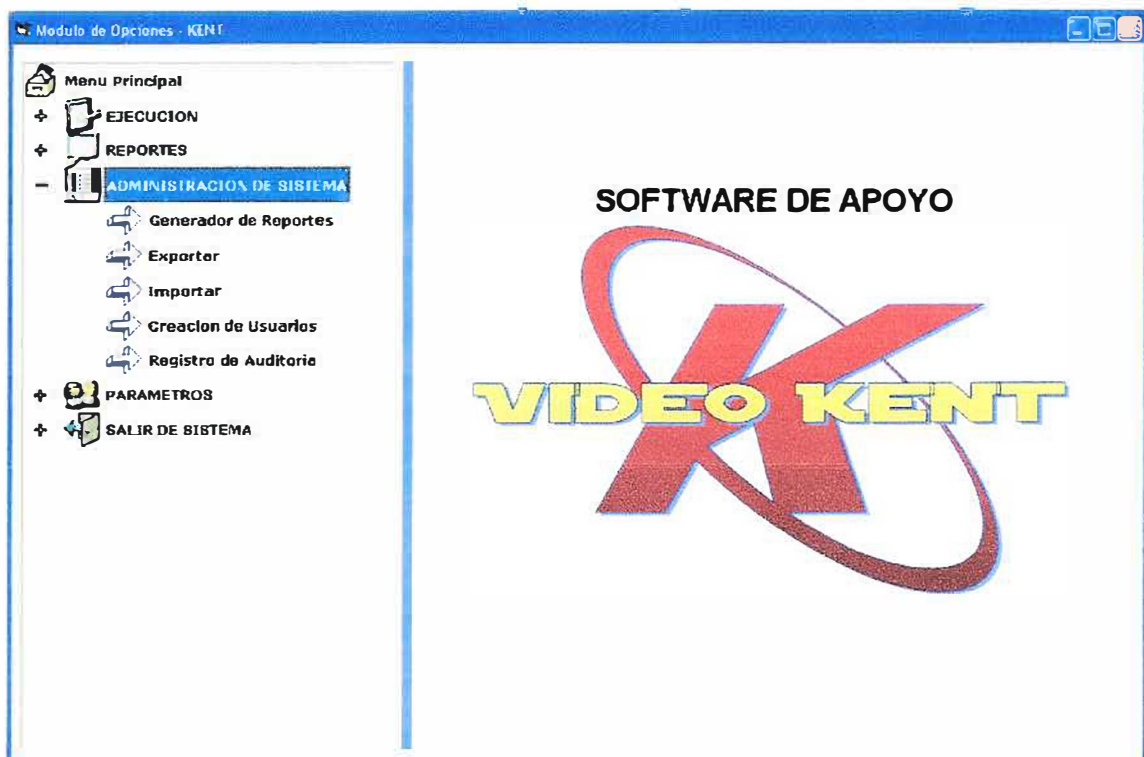 Modulo de Opciones - KENT
Menu Principal
EJECUCION
REPORTES
ADMINISTRACION DE SISTEMA
Generador de Reportes
Exportar
Importar
Creacion de Usuarios
Registro de Auditoria
PARAMETROS
SALIR DE SISTEMA
SOFTWARE DE APOYO
K
VIDEO KENT